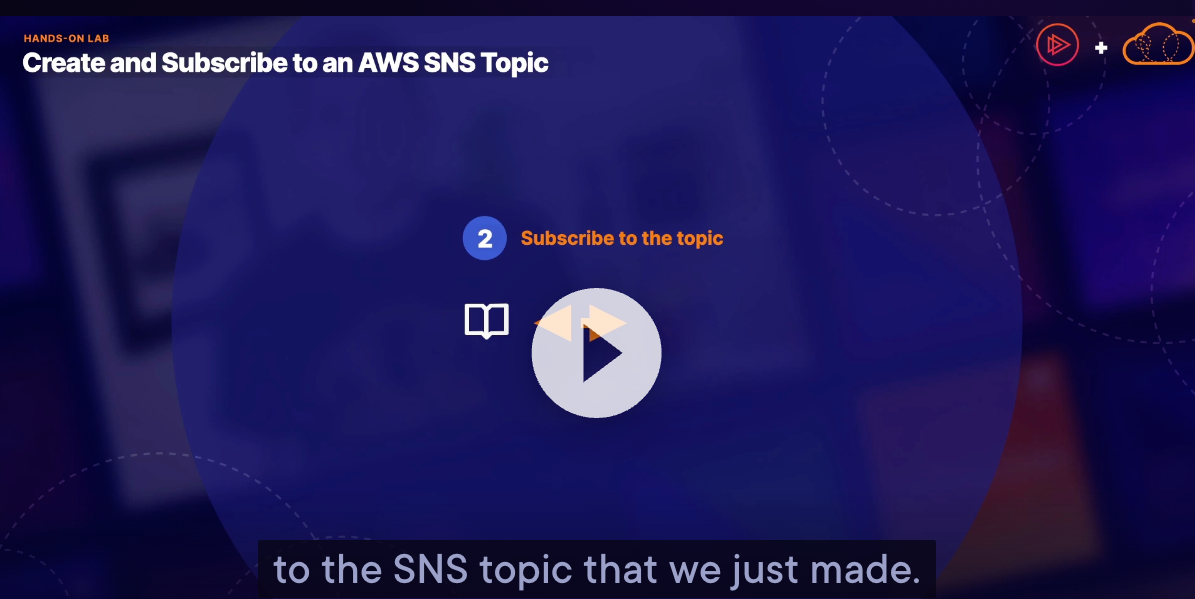 HANDS-ON LAB
Create and Subscribe to an AWS SNS Topic
2 Subscribe to the topic
to the SNS topic that we just made.